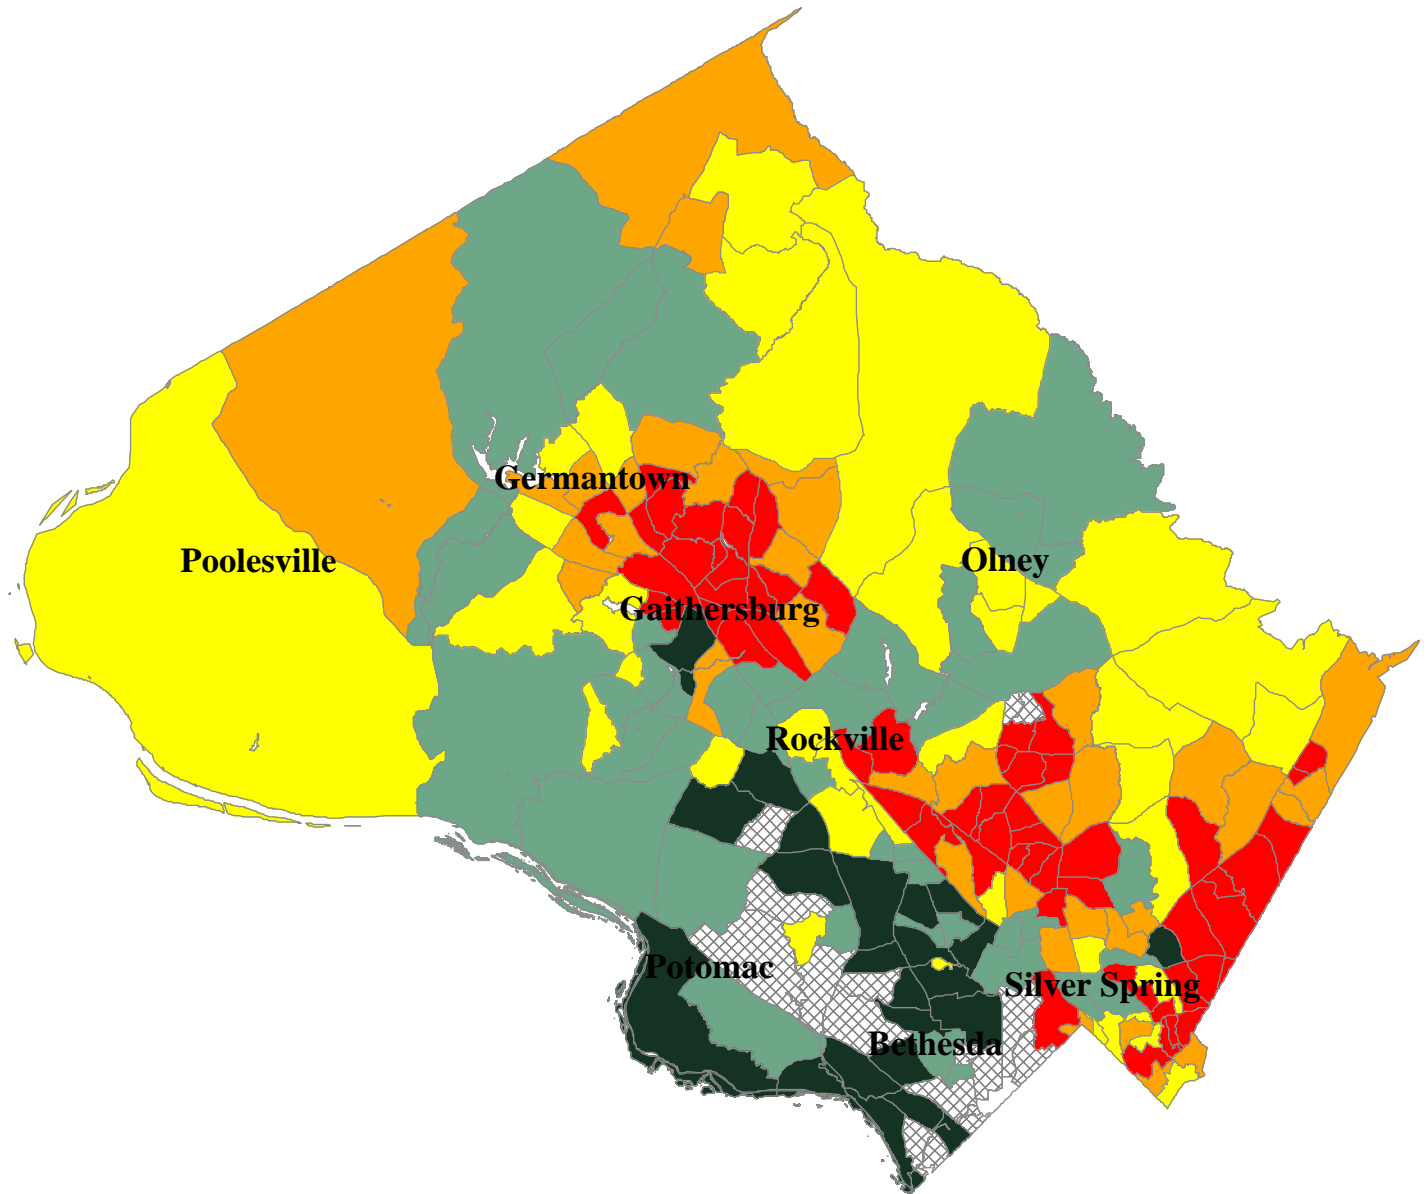 Germantown
Poolesville
Olney
Gaithersburg
Rockville
Potomac
Silver Spring
Bethesda